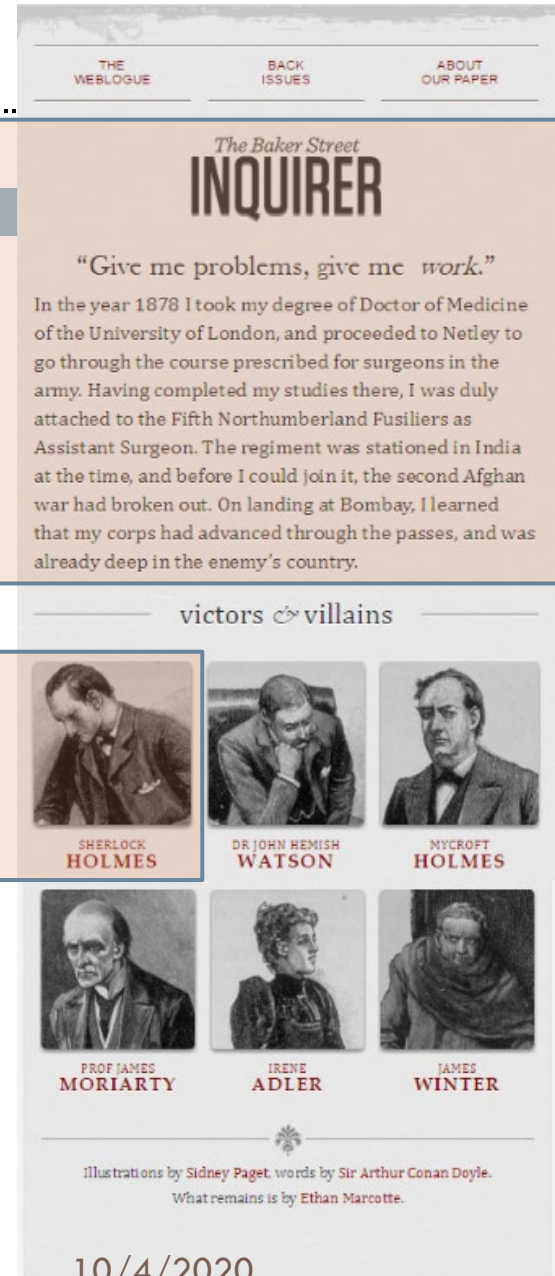 THE
WEBLOGUE
BACK
ISSUES
ABOUT
OUR PAPER
..
The Baker Street
INQUIRER
“Give me problems, give me work.”
In the year 1878 I took my degree of Doctor of Medicine
of the University of London, and proceeded to Netley to
go through the course prescribed for surgeons in the
army. Having completed my studies there, I was duly
attached to the Fifth Northumberland Fusiliers as
Assistant Surgeon. The regiment was stationed in India
at the time, and before I could join it, the second Afghan
war had broken out. On landing at Bombay, I learned
that my corps had advanced through the passes, and was
already deep in the enemy’s country.
victors & villains
SHERLOCK
HOLMES
DR JOHN HEMISH
WATSON
MYCROFT
HOLMES
PROF JAMES
MORIARTY
IRENE
ADLER
JAMES
WINTER
Illustrations by Sidney Paget, words by Sir Arthur Conan Doyle.
What remains is by Ethan Marcotte.
10/4/2020